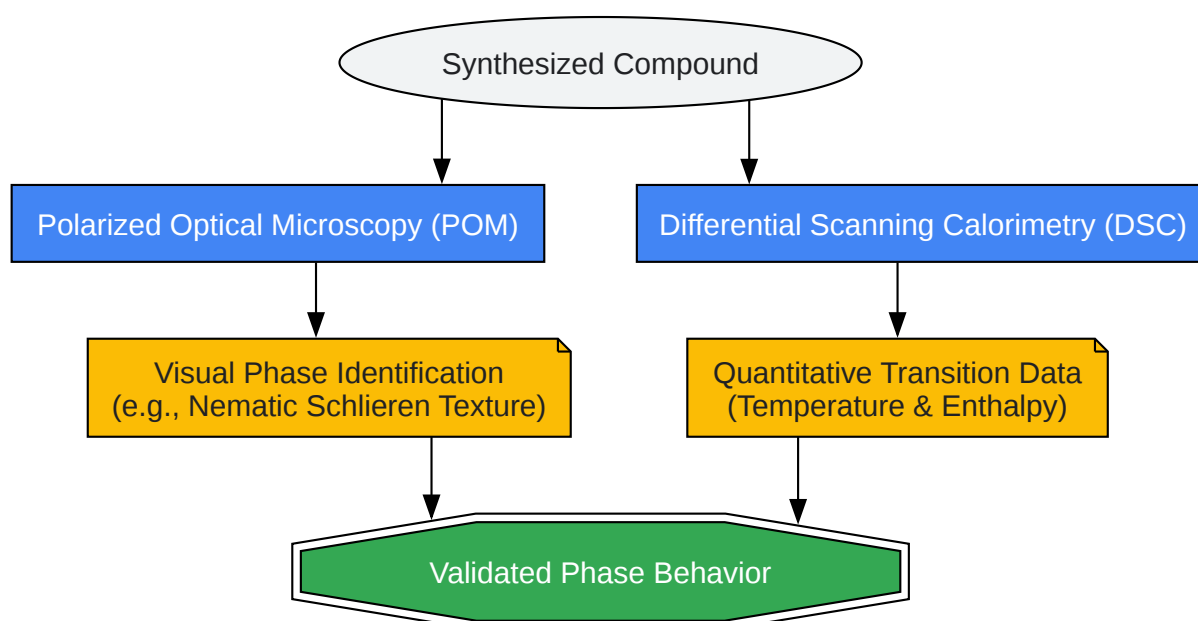 Synthesized Compound
Polarized Optical Microscopy (POM)
Differential Scanning Calorimetry (DSC)
Visual Phase Identification
(e.g., Nematic Schlieren Texture)
Quantitative Transition Data
(Temperature & Enthalpy)
Validated Phase Behavior